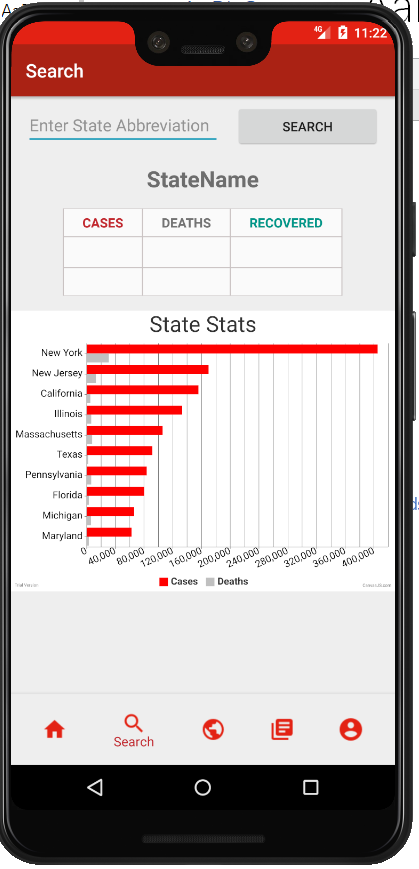 4G 11:22
Search
Enter State Abbreviation SEARCH
StateName
CASES DEATHS RECOVERED
State Stats
New York
New Jersey
California
Illinois
Massachusetts
Texas
Pennsylvania
Florida
Michigan
Maryland
0 40,000 80,000 120,000 160,000 200,000 240,000 280,000 320,000 360,000 400,000
Cases Deaths
Trial Version
Search